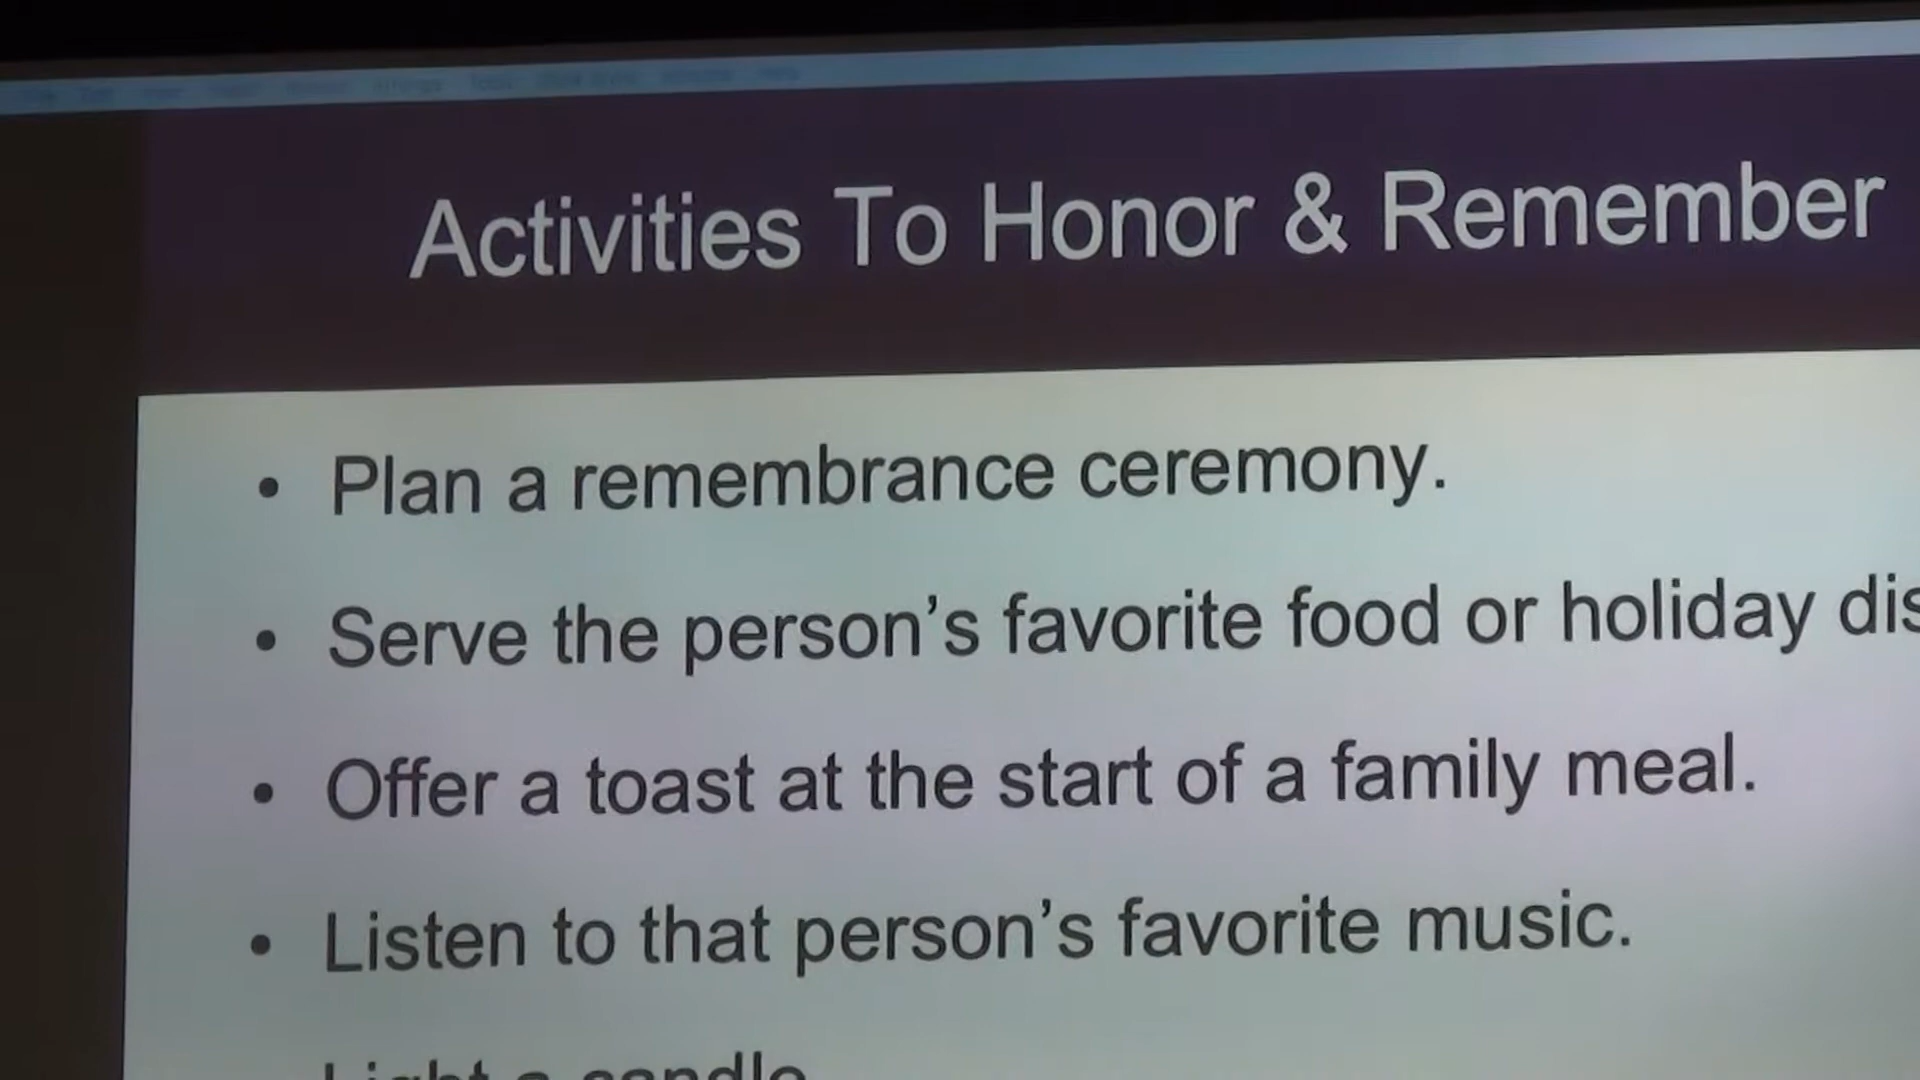 Activities To Honor & Remember
• Plan a remembrance ceremony.
• Serve the person’s favorite food or holiday
• Offer a toast at the start of a family meal.
• Listen to that person’s favorite music.
Light a candle